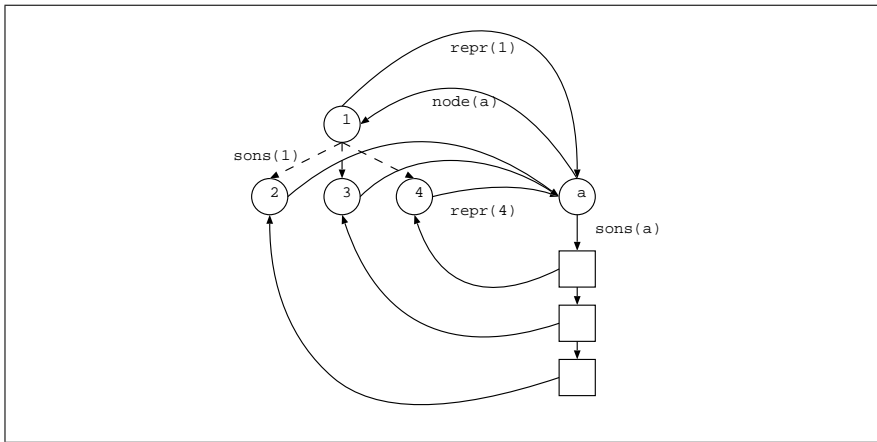 repr(1)
node(a)
1
sons(1)
2
3
4
a
repr(4)
sons(a)